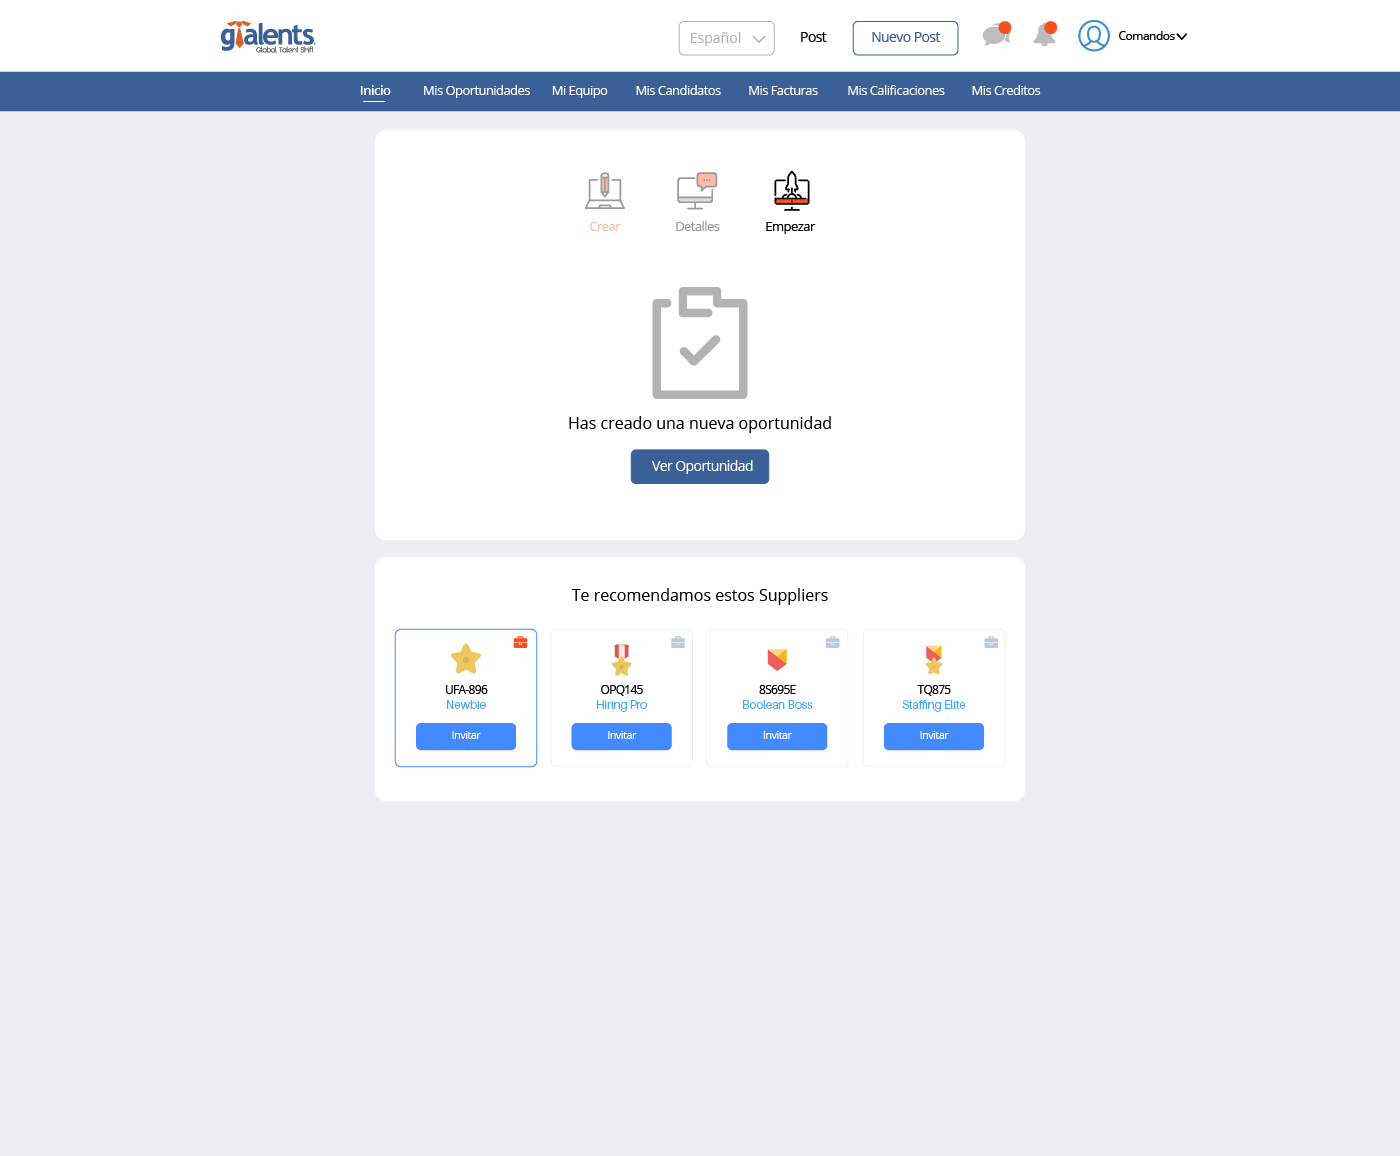 gtalents.
Global Talent Shift
Español
Post
Nuevo Post
Comandos
Inicio
Mis Oportunidades
Mi Equipo
Mis Candidatos
Mis Facturas
Mis Calificaciones
Mis Creditos
Crear
Detalles
Empezar
Has creado una nueva oportunidad
Ver Oportunidad
Te recomendamos estos Suppliers
UFA-896
Newbie
Invitar
OPQ145
Hiring Pro
Invitar
8S695E
Boolean Boss
Invitar
TQ875
Staffing Elite
Invitar